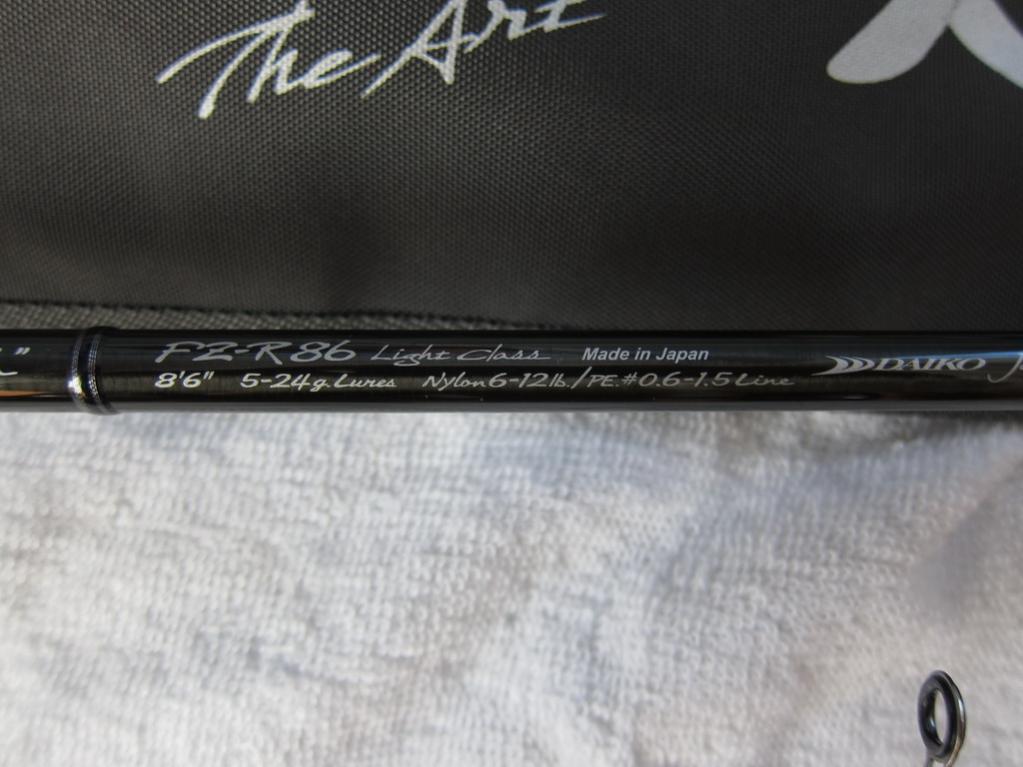 The Art
FZ-R86 Light Class Made in Japan
8'6" 5-24g. Lures Nylon 6-12lb./PE.#0.6-1.5 Line
DAIKO